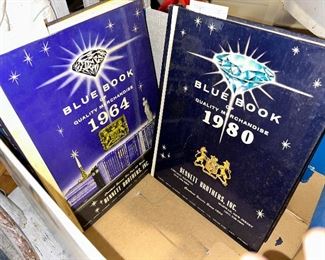 BLUE BOOK
OF
QUALITY MERCHANDISE
1964
BENNETT BROTHERS, INC.
BLUE BOOK
OF
QUALITY MERCHANDISE
1980
BENNETT BROTHERS, INC.